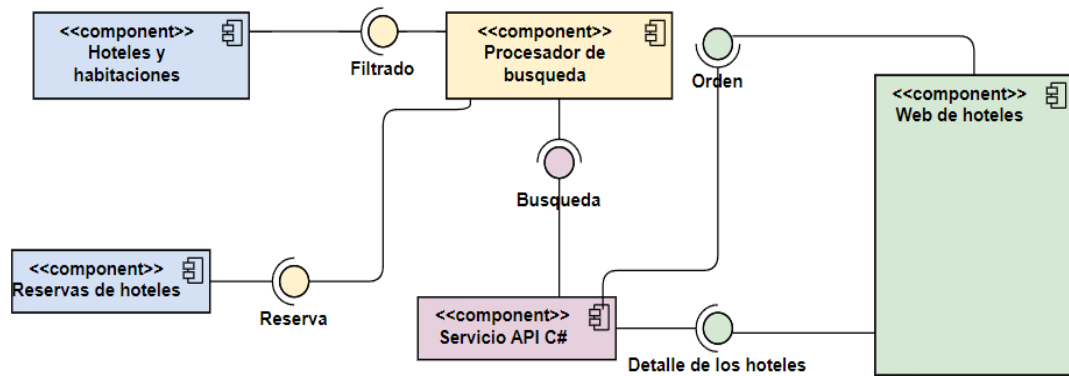 <<component>>
Hoteles y
habitaciones
Filtrado
<<component>>
Procesador de
busqueda
Orden
<<component>>
Web de hoteles
Busqueda
<<component>>
Reservas de hoteles
Reserva
<<component>>
Servicio API C#
Detalle de los hoteles